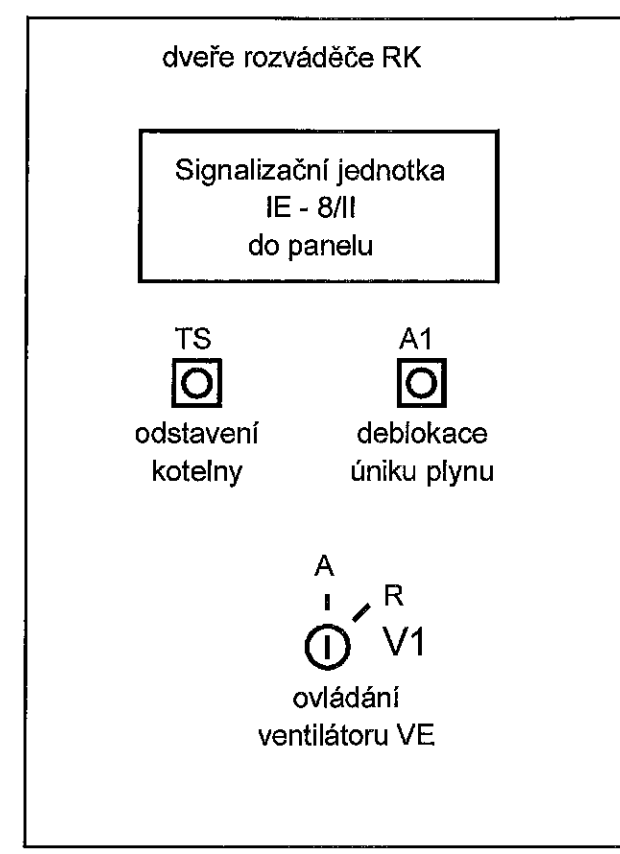 dveře rozváděče RK
Signalizační jednotka
IE - 8/II
do panelu
TS
A1
odstavení
kotelny
deblokace
úniku plynu
A
R
V1
ovládání
ventilátoru VE